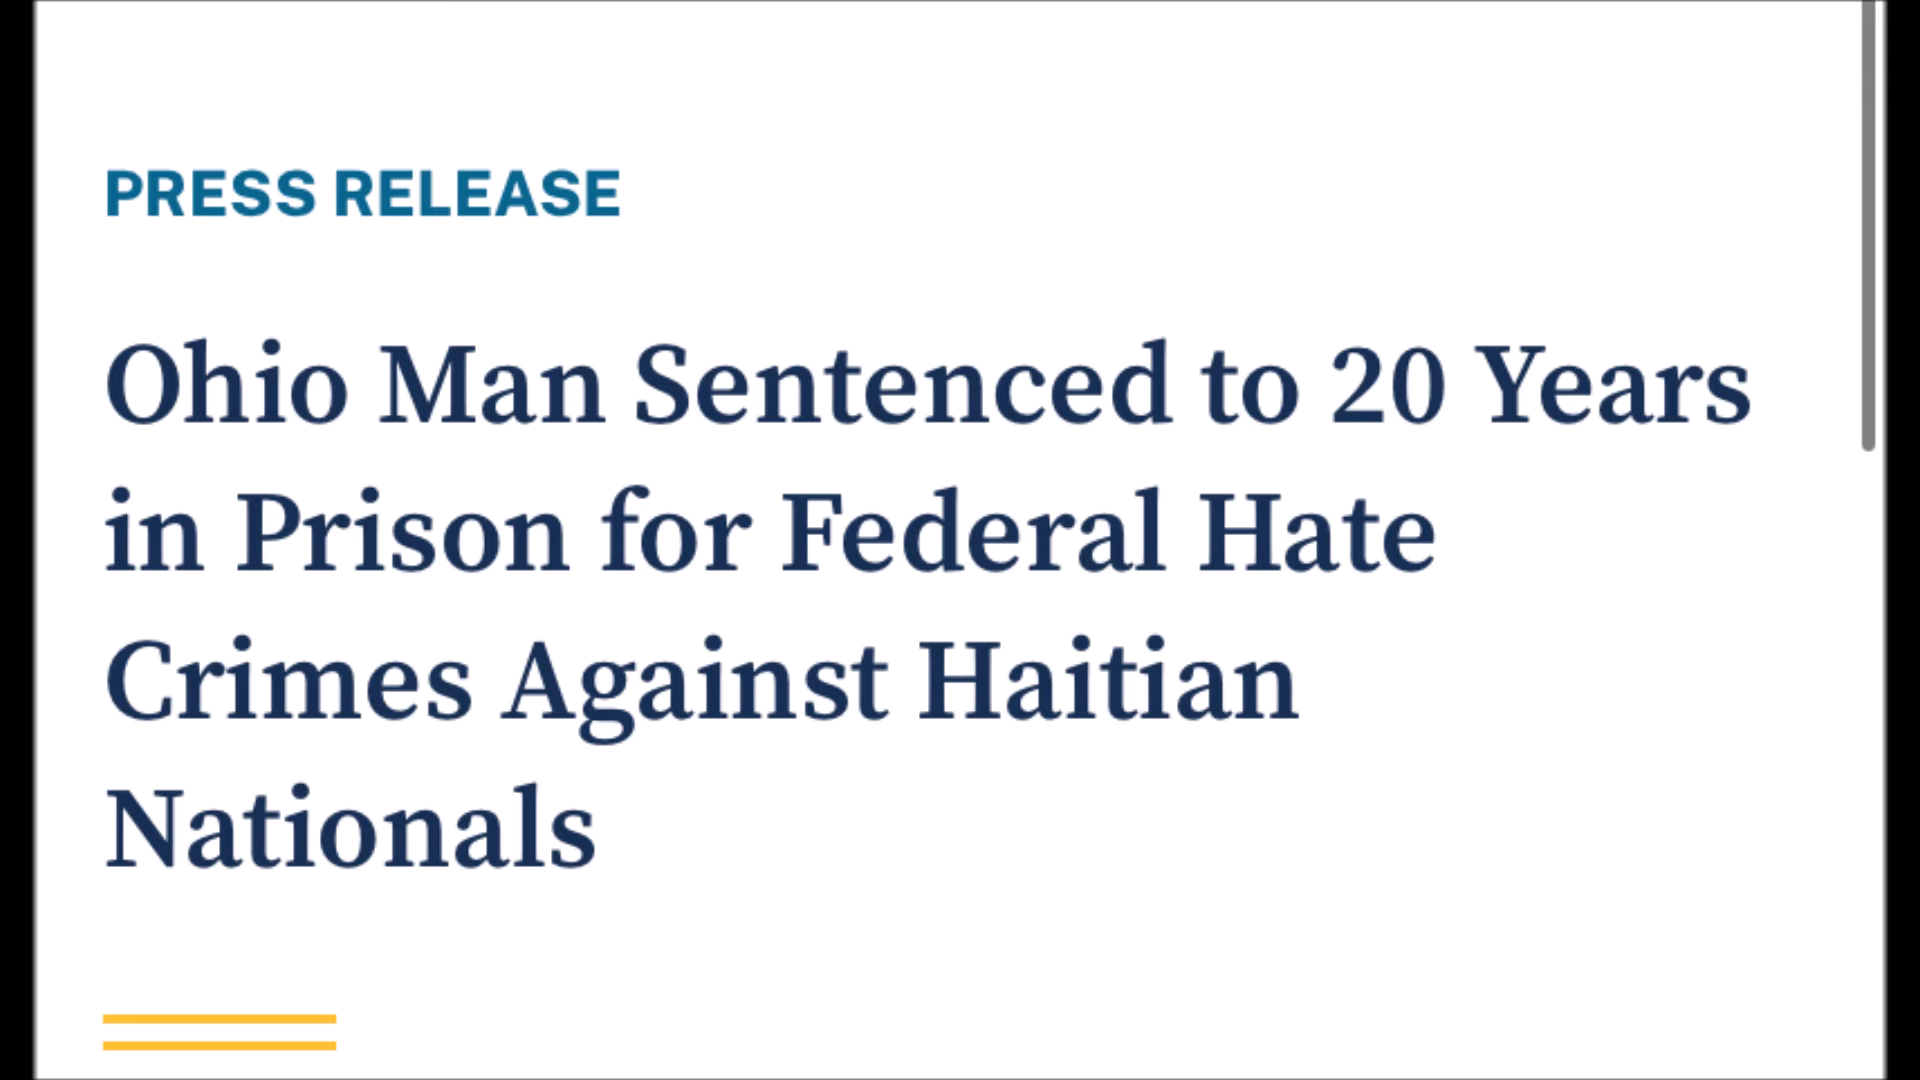 PRESS RELEASE
Ohio Man Sentenced to 20 Years
in Prison for Federal Hate
Crimes Against Haitian
Nationals